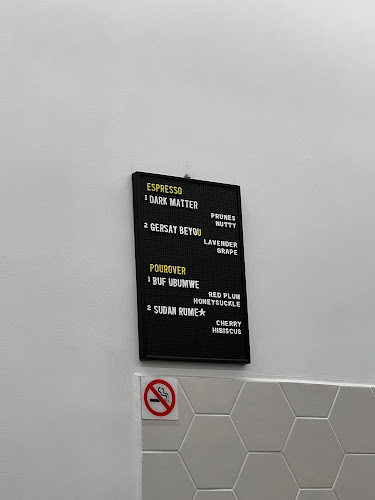 ESPRESSO
1 DARK MATTER
PRUNES
NUTTY
2 GERSAY BEYOU
LAVENDER
GRAPE
POUROVER
1 BUF UBUMWE
RED PLUM
HONEYSUCKLE
2 SUDAN RUME★
CHERRY
HIBISCUS